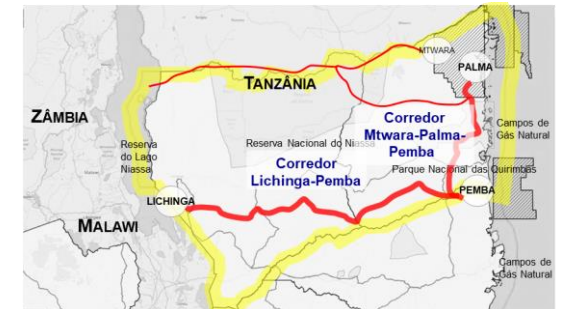 MTWARA
PALMA
TANZÂNIA
ZÂMBIA
Corredor
Mtwara-Palma-
Pemba
Campos de
Gás Natural
Reserva
do Lago
Niassa
Reserva Nacional do Niassa
Corredor
Lichinga-Pemba
Parque Nacional das Quirimbas
LICHINGA
PEMBA
MALAWI
Campos de
Gás Natural